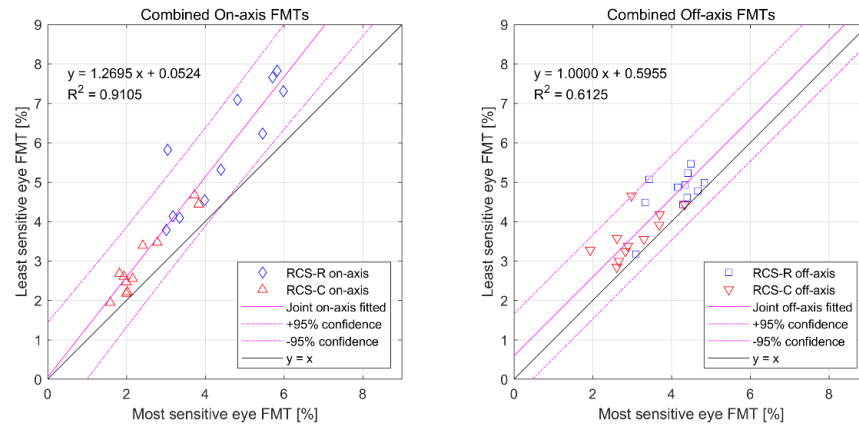 Combined On-axis FMTs
9
8
7
6
5
4
3
2
1
0
Least sensitive eye FMT [%]
y = 1.2695 x + 0.0524
R² = 0.9105
RCS-R on-axis
RCS-C on-axis
Joint on-axis fitted
+95% confidence
-95% confidence
y = x
0 2 4 6 8
Most sensitive eye FMT [%]
Combined Off-axis FMTs
9
8
7
6
5
4
3
2
1
0
Least sensitive eye FMT [%]
y = 1.0000 x + 0.5955
R² = 0.6125
RCS-R off-axis
RCS-C off-axis
Joint off-axis fitted
+95% confidence
-95% confidence
y = x
0 2 4 6 8
Most sensitive eye FMT [%]